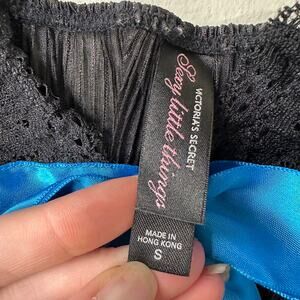 VICTORIA'S SECRET
Sexy little things
MADE IN
HONG KONG
S